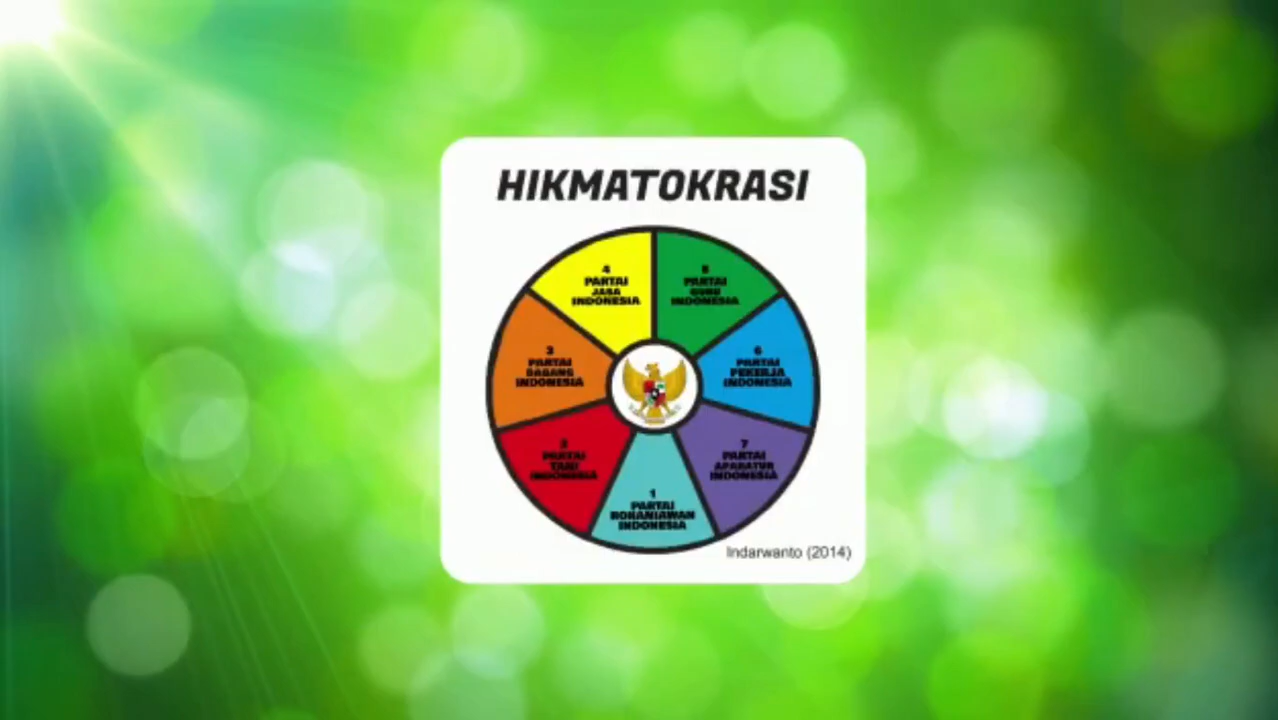 HIKMATOKRASI
4
PARTAI
JASA
INDONESIA
5
PARTAI
GURU
INDONESIA
3
PARTAI
DAGANG
INDONESIA
6
PARTAI
PEKERJA
INDONESIA
2
PARTAI
TANI
INDONESIA
7
PARTAI
APARATUR
INDONESIA
1
PARTAI
ROHANIAWAN
INDONESIA
Indarwanto (2014)